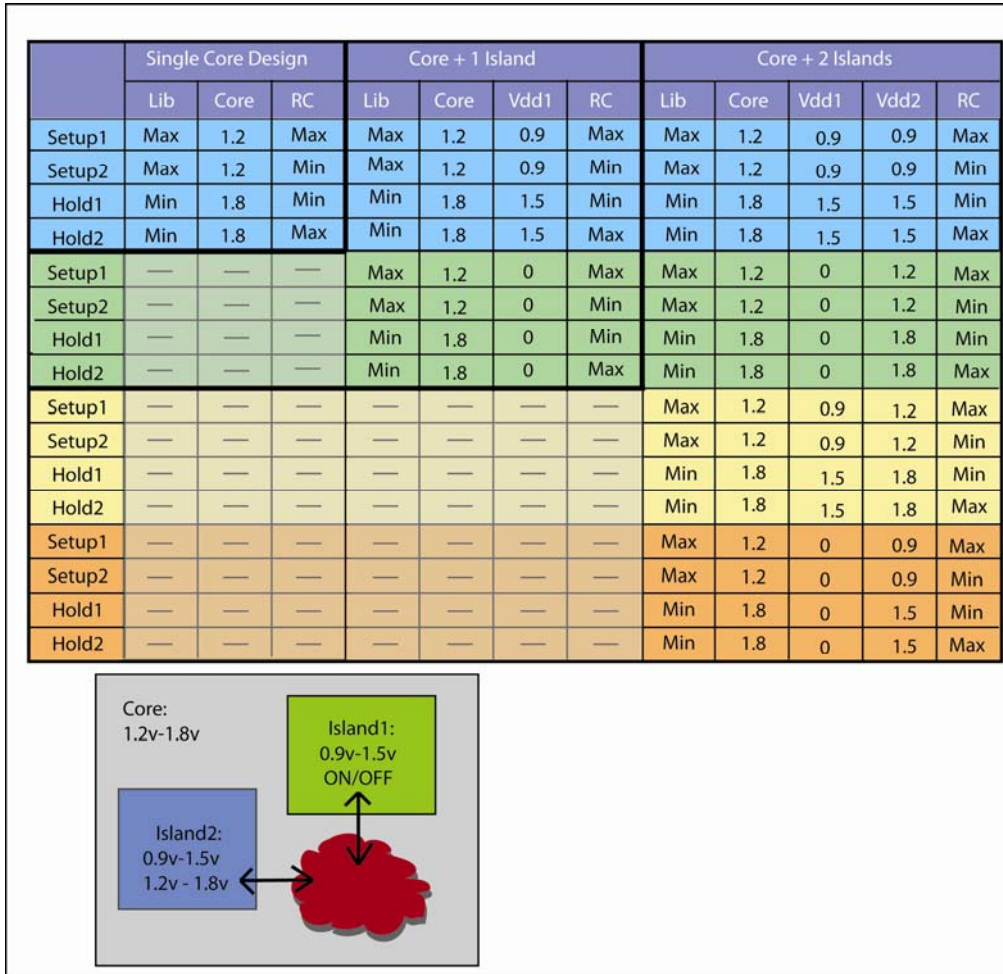 Single Core Design Core + 1 Island Core + 2 Islands
Lib Core RC Lib Core Vdd1 RC Lib Core Vdd1 Vdd2 RC
Setup1 Max 1.2 Max Max 1.2 0.9 Max Max 1.2 0.9 0.9 Max
Setup2 Max 1.2 Min Max 1.2 0.9 Min Max 1.2 0.9 0.9 Min
Hold1 Min 1.8 Min Min 1.8 1.5 Min Min 1.8 1.5 1.5 Min
Hold2 Min 1.8 Max Min 1.8 1.5 Max Min 1.8 1.5 1.5 Max
Setup1 — — — Max 1.2 0 Max Max 1.2 0 1.2 Max
Setup2 — — — Max 1.2 0 Min Max 1.2 0 1.2 Min
Hold1 — — — Min 1.8 0 Min Min 1.8 0 1.8 Min
Hold2 — — — Min 1.8 0 Max Min 1.8 0 1.8 Max
Setup1 — — — — — — — Max 1.2 0.9 1.2 Max
Setup2 — — — — — — — Max 1.2 0.9 1.2 Min
Hold1 — — — — — — — Min 1.8 1.5 1.8 Min
Hold2 — — — — — — — Min 1.8 1.5 1.8 Max
Setup1 — — — — — — — Max 1.2 0 0.9 Max
Setup2 — — — — — — — Max 1.2 0 0.9 Min
Hold1 — — — — — — — Min 1.8 0 1.5 Min
Hold2 — — — — — — — Min 1.8 0 1.5 Max
Core:
1.2v-1.8v
Island1:
0.9v-1.5v
ON/OFF
Island2:
0.9v-1.5v
1.2v - 1.8v